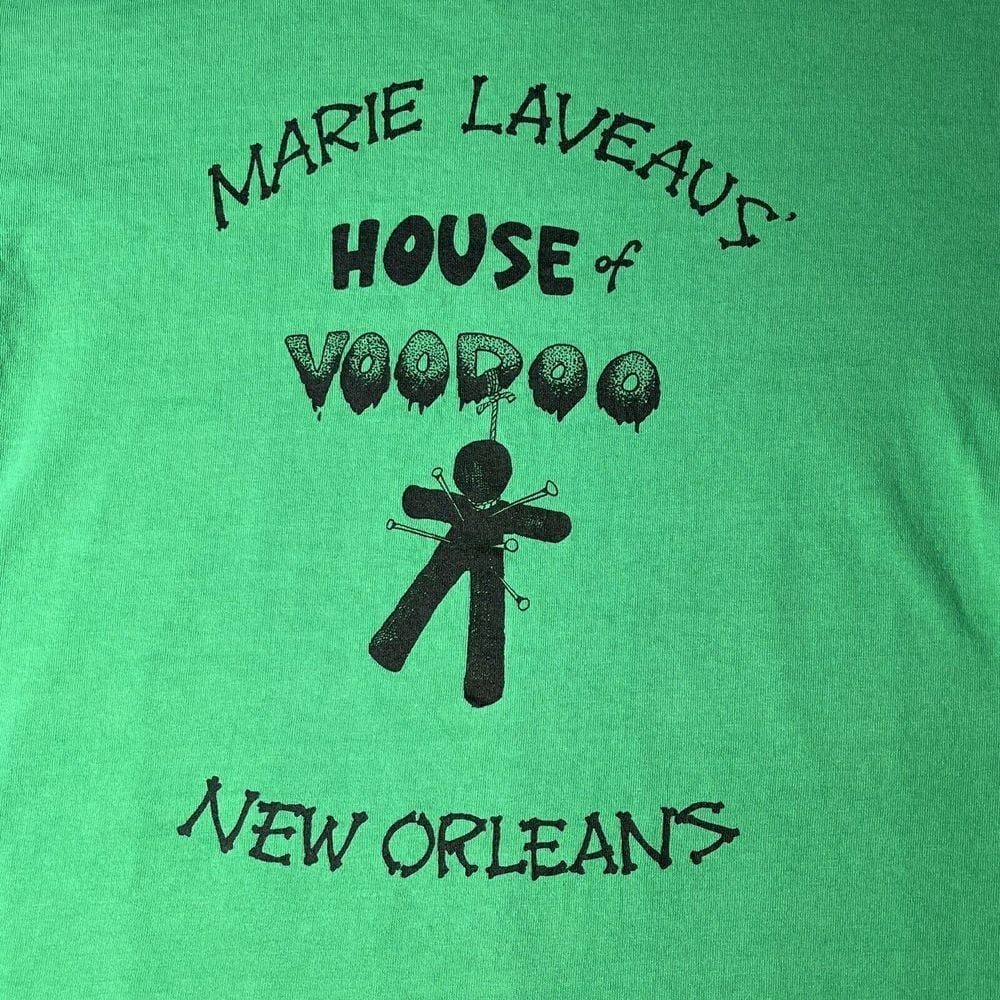 MARIE LAVEAUS'
HOUSE of
VOODOO
NEW ORLEANS